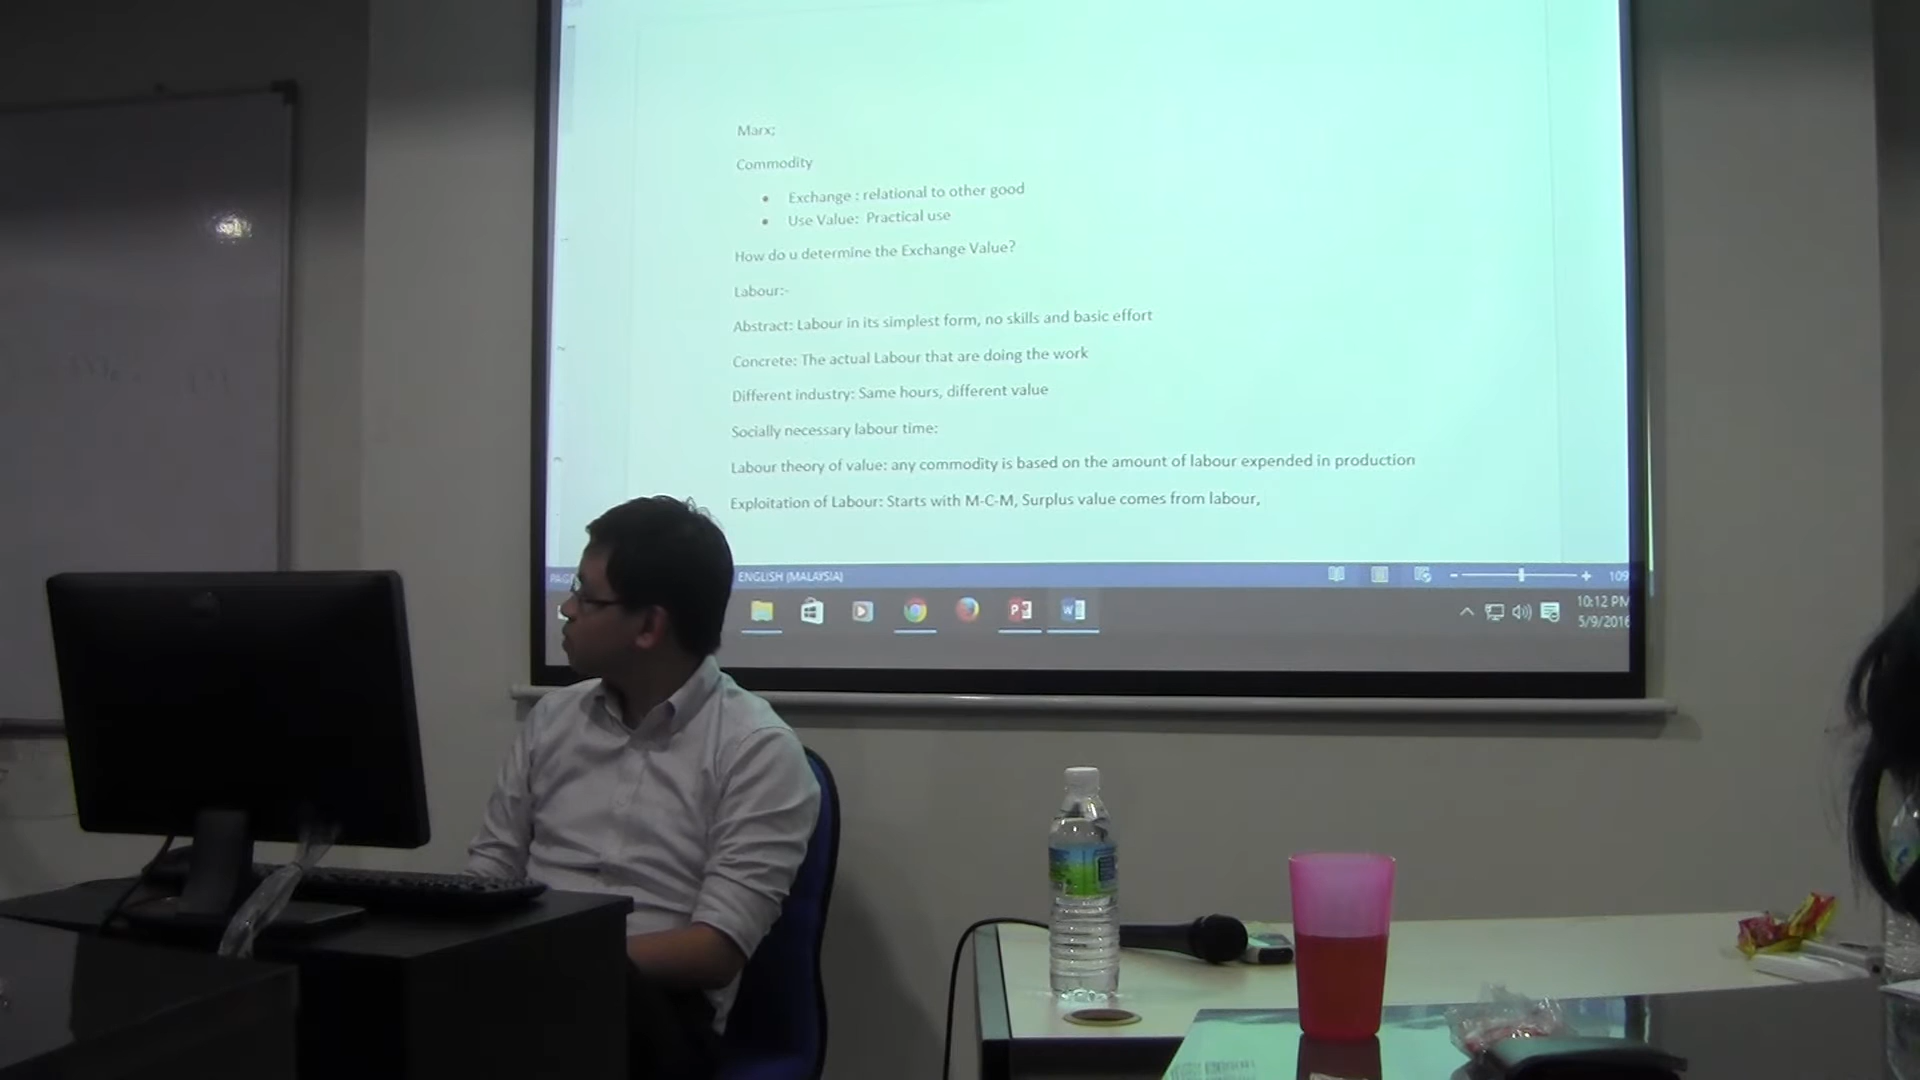 Marx;
Commodity
• Exchange : relational to other good
• Use Value: Practical use
How do u determine the Exchange Value?
Labour:-
Abstract: Labour in its simplest form, no skills and basic effort
Concrete: The actual Labour that are doing the work
Different industry: Same hours, different value
Socially necessary labour time:
Labour theory of value: any commodity is based on the amount of labour expended in production
Exploitation of Labour: Starts with M-C-M, Surplus value comes from labour,
ENGLISH (MALAYSIA)
109
10:12 PM
5/9/2016